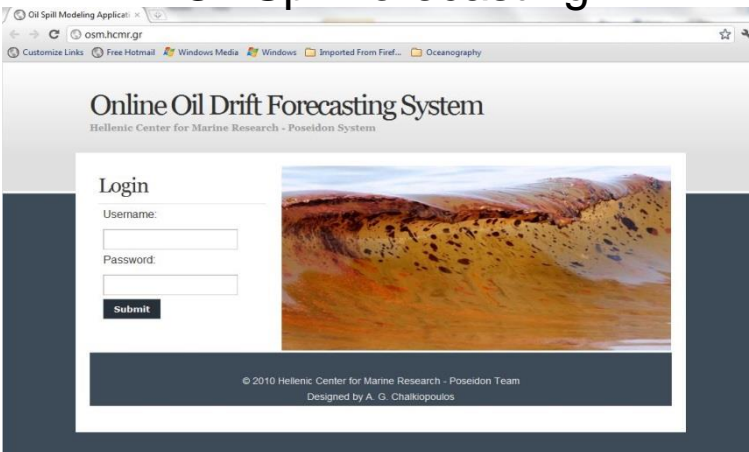 Oil Spill Modeling Applicati
osm.hcmr.gr
Customize Links Free Hotmail Windows Media Windows Imported From Firef... Oceanography
Online Oil Drift Forecasting System
Hellenic Center for Marine Research - Poseidon System
Login
Username:
Password:
Submit
© 2010 Hellenic Center for Marine Research - Poseidon Team
Designed by A. G. Chalkiopoulos